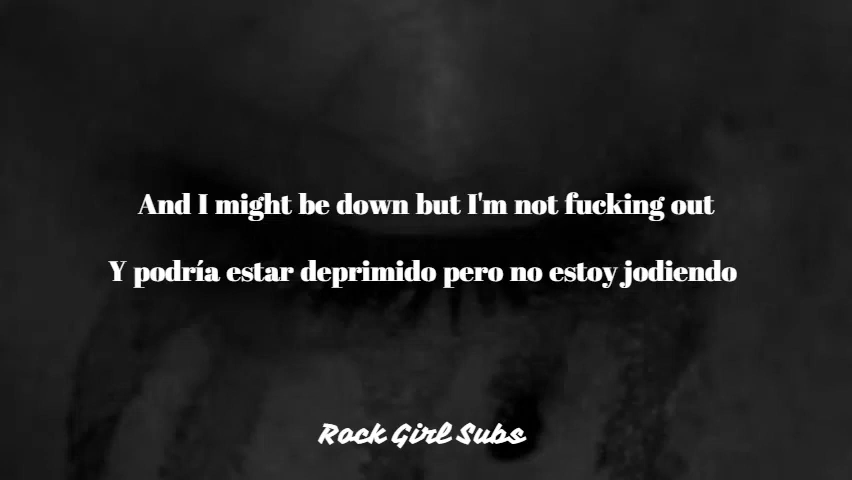 And I might be down but I'm not fucking out
Y podría estar deprimido pero no estoy jodiendo
Rock Girl Subs